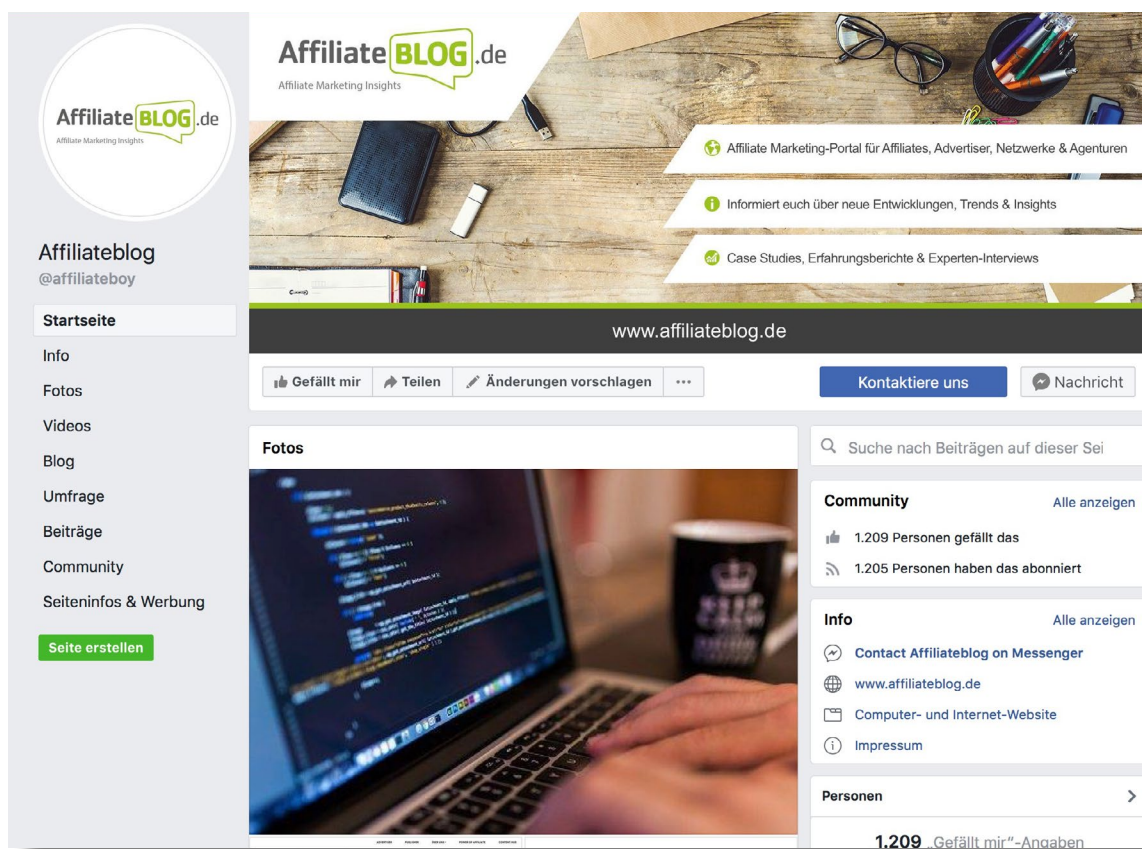 Affiliate BLOG .de
Affiliate Marketing Insights
Affiliateblog
@affiliateboy
Startseite
Info
Fotos
Videos
Blog
Umfrage
Beiträge
Community
Seiteninfos & Werbung
Seite erstellen
Affiliate BLOG .de
Affiliate Marketing Insights
Affiliate Marketing-Portal für Affiliates, Advertiser, Netzwerke & Agenturen
Informiert euch über neue Entwicklungen, Trends & Insights
Case Studies, Erfahrungsberichte & Experten-Interviews
www.affiliateblog.de
Gefällt mir
Teilen
Änderungen vorschlagen
Kontaktiere uns
Nachricht
Fotos
KEEP
CALM
Suche nach Beiträgen auf dieser Sei
Community Alle anzeigen
1.209 Personen gefällt das
1.205 Personen haben das abonniert
Info Alle anzeigen
Contact Affiliateblog on Messenger
www.affiliateblog.de
Computer- und Internet-Website
Impressum
Personen
1.209 „Gefällt mir“-Angaben